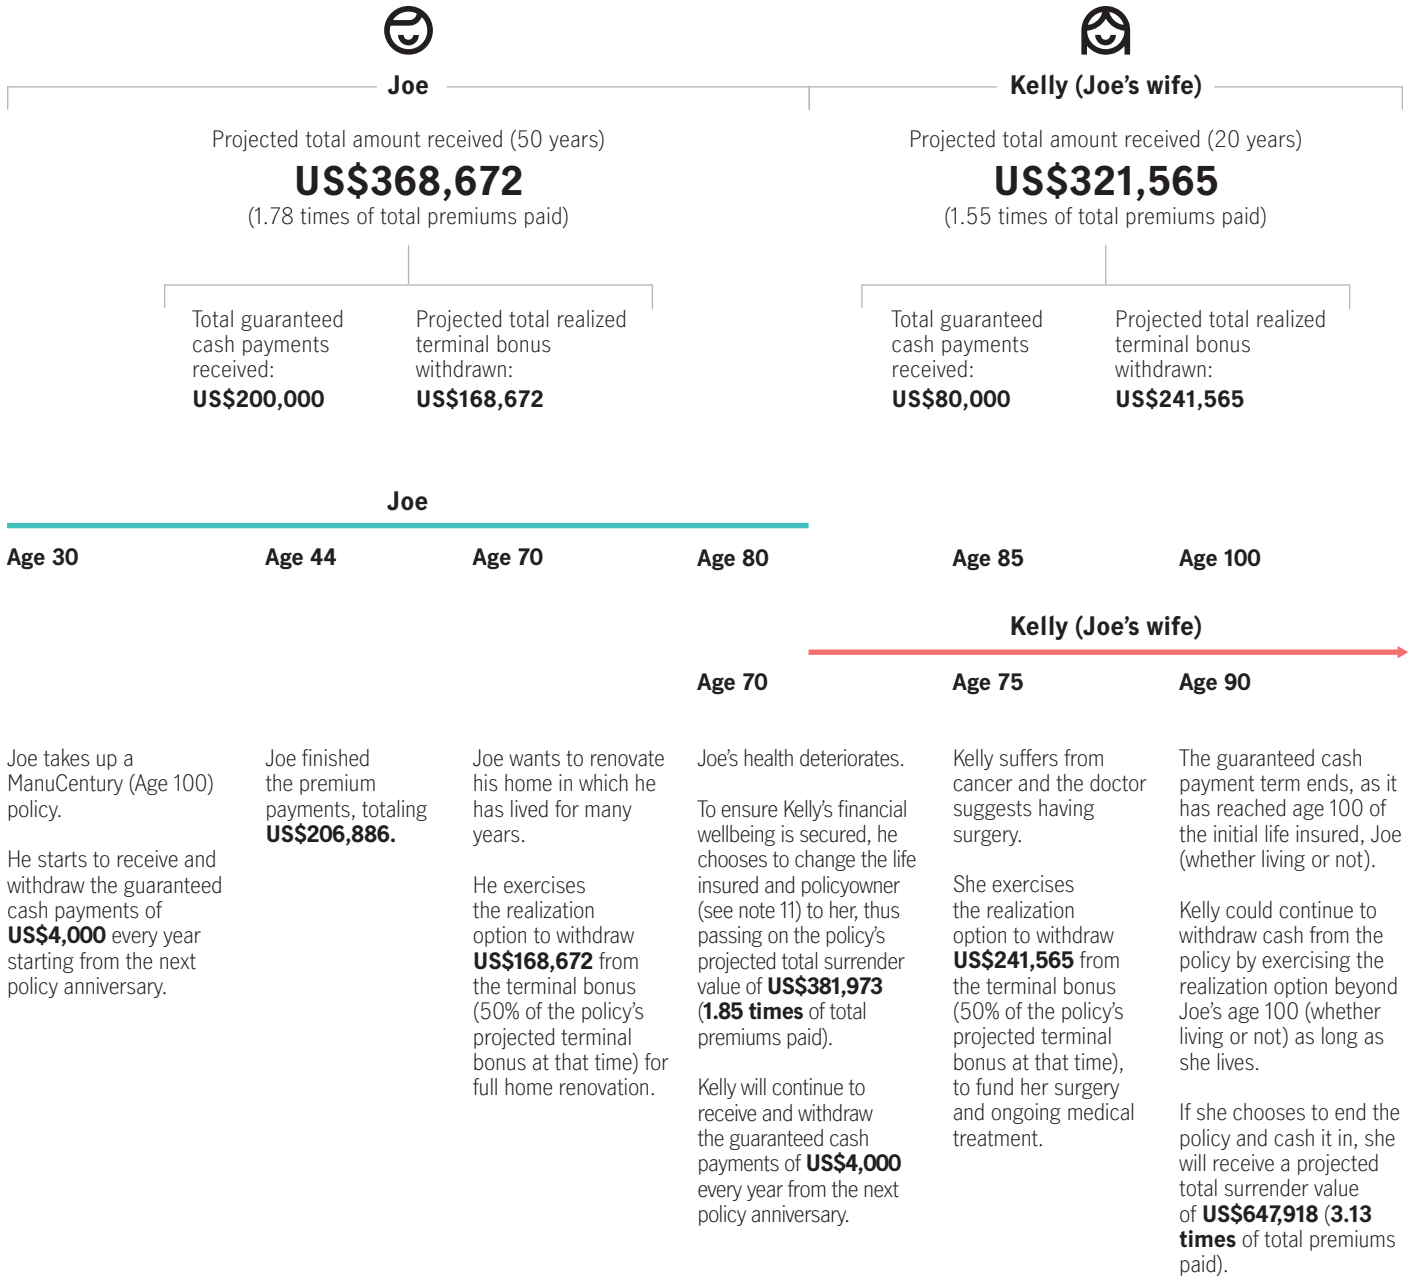 Joe
Kelly (Joe's wife)
Projected total amount received (50 years)
US$368,672
(1.78 times of total premiums paid)
Projected total amount received (20 years)
US$321,565
(1.55 times of total premiums paid)
Total guaranteed
cash payments
received:
US$200,000
Projected total realized
terminal bonus
withdrawn:
US$168,672
Total guaranteed
cash payments
received:
US$80,000
Projected total realized
terminal bonus
withdrawn:
US$241,565
Joe
Age 30
Age 44
Age 70
Age 80
Age 85
Age 100
Kelly (Joe's wife)
Age 70
Age 75
Age 90
Joe takes up a
ManuCentury (Age 100)
policy.
He starts to receive and
withdraw the guaranteed
cash payments of
US$4,000 every year
starting from the next
policy anniversary.
Joe finished
the premium
payments, totaling
US$206,886.
Joe wants to renovate
his home in which he
has lived for many
years.
He exercises
the realization
option to withdraw
US$168,672 from
the terminal bonus
(50% of the policy's
projected terminal
bonus at that time) for
full home renovation.
Joe's health deteriorates.
To ensure Kelly's financial
wellbeing is secured, he
chooses to change the life
insured and policyowner
(see note 11) to her, thus
passing on the policy's
projected total surrender
value of US$381,973
(1.85 times of total
premiums paid).
Kelly will continue to
receive and withdraw
the guaranteed cash
payments of US$4,000
every year from the next
policy anniversary.
Kelly suffers from
cancer and the doctor
suggests having
surgery.
She exercises
the realization
option to withdraw
US$241,565 from
the terminal bonus
(50% of the policy's
projected terminal
bonus at that time),
to fund her surgery
and ongoing medical
treatment.
The guaranteed cash
payment term ends, as it
has reached age 100 of
the initial life insured, Joe
(whether living or not).
Kelly could continue to
withdraw cash from the
policy by exercising the
realization option beyond
Joe's age 100 (whether
living or not) as long as
she lives.
If she chooses to end the
policy and cash it in, she
will receive a projected
total surrender value
of US$647,918 (3.13
times of total premiums
paid).